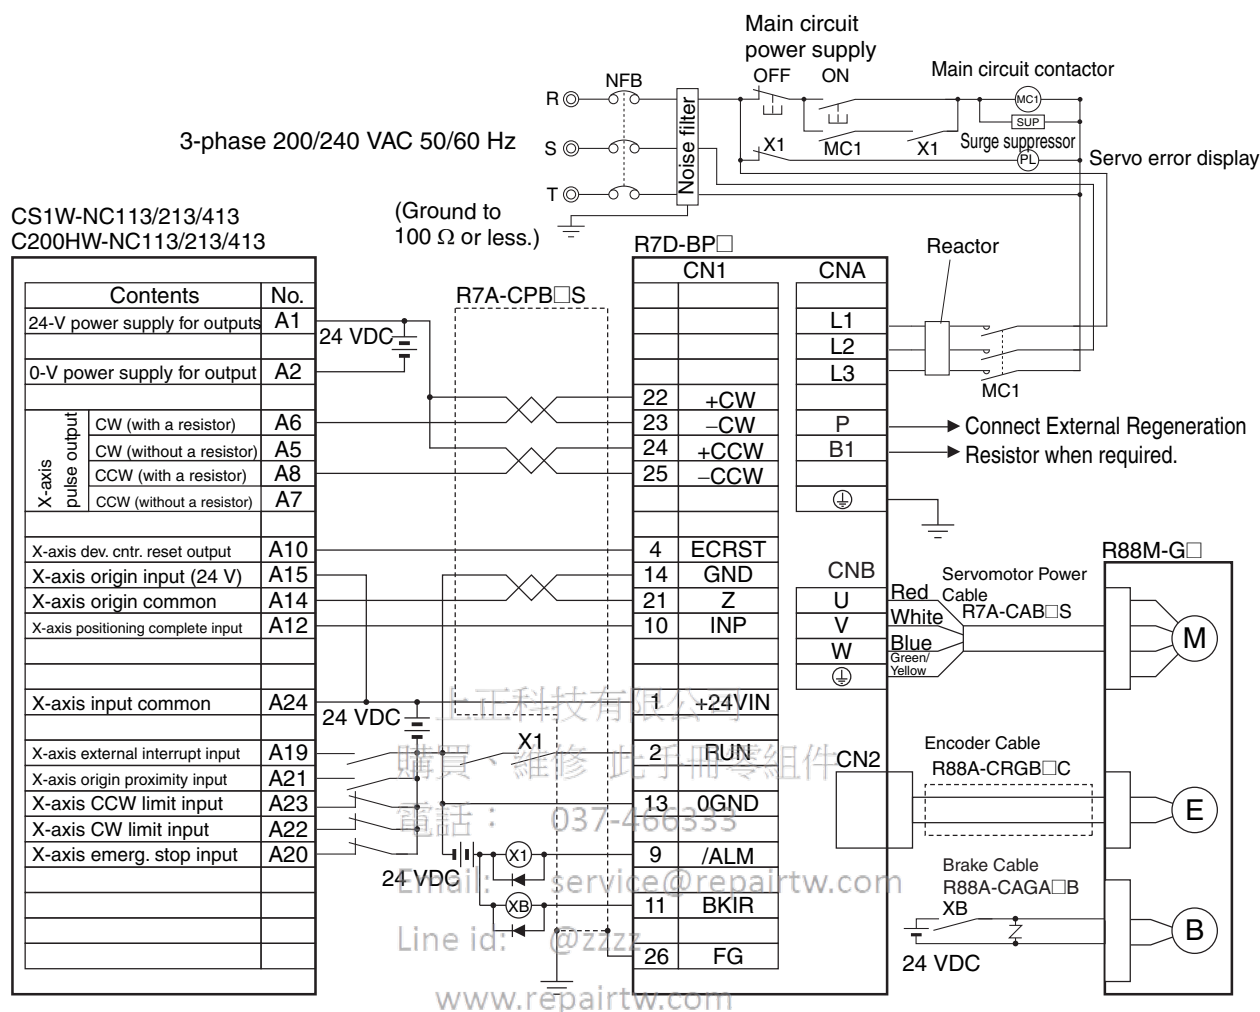 Main circuit
power supply
OFF ON
Main circuit contactor
NFB
R
MC1
SUP
3-phase 200/240 VAC 50/60 Hz
S
Noise filter
X1
MC1
X1
Surge suppressor
PL
Servo error display
T
CS1W-NC113/213/413
C200HW-NC113/213/413
(Ground to
100 Ω or less.)
R7D-BP□
Reactor
CN1 CNA
Contents No.
R7A-CPB□S
24-V power supply for outputs A1
24 VDC
L1
L2
0-V power supply for output A2
L3
MC1
22 +CW
X-axis
pulse output
CW (with a resistor) A6
23 −CW P
Connect External Regeneration
CW (without a resistor) A5
24 +CCW B1
Resistor when required.
CCW (with a resistor) A8
25 −CCW
CCW (without a resistor) A7
X-axis dev. cntr. reset output A10
4 ECRST
R88M-G□
X-axis origin input (24 V) A15
14 GND CNB
Servomotor Power
Cable
X-axis origin common A14
21 Z U
Red
R7A-CAB□S
X-axis positioning complete input A12
10 INP V
White
M
W
Blue
Green/
Yellow
X-axis input common A24
1 +24VIN
上正科技有限公司
24 VDC
X-axis external interrupt input A19
X1
2 RUN
購買、維修 此手冊零組件
CN2
Encoder Cable
R88A-CRGB□C
X-axis origin proximity input A21
X-axis CCW limit input A23
13 0GND
E
電話： 037-466333
X-axis CW limit input A22
X-axis emerg. stop input A20
X1
9 /ALM
24 VDC
Email: service@repairtw.com
Brake Cable
R88A-CAGA□B
XB
11 BKIR
XB
B
Line id: @zzzz
24 VDC
26 FG
www.repairtw.com